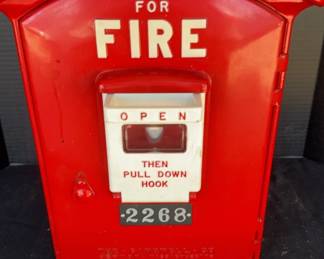 FOR
FIRE
OPEN
THEN
PULL DOWN
HOOK
2268